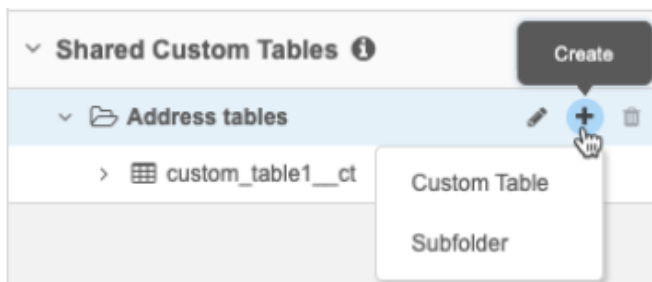 Shared Custom Tables
Create
Address tables
custom_table1__ct
Custom Table
Subfolder